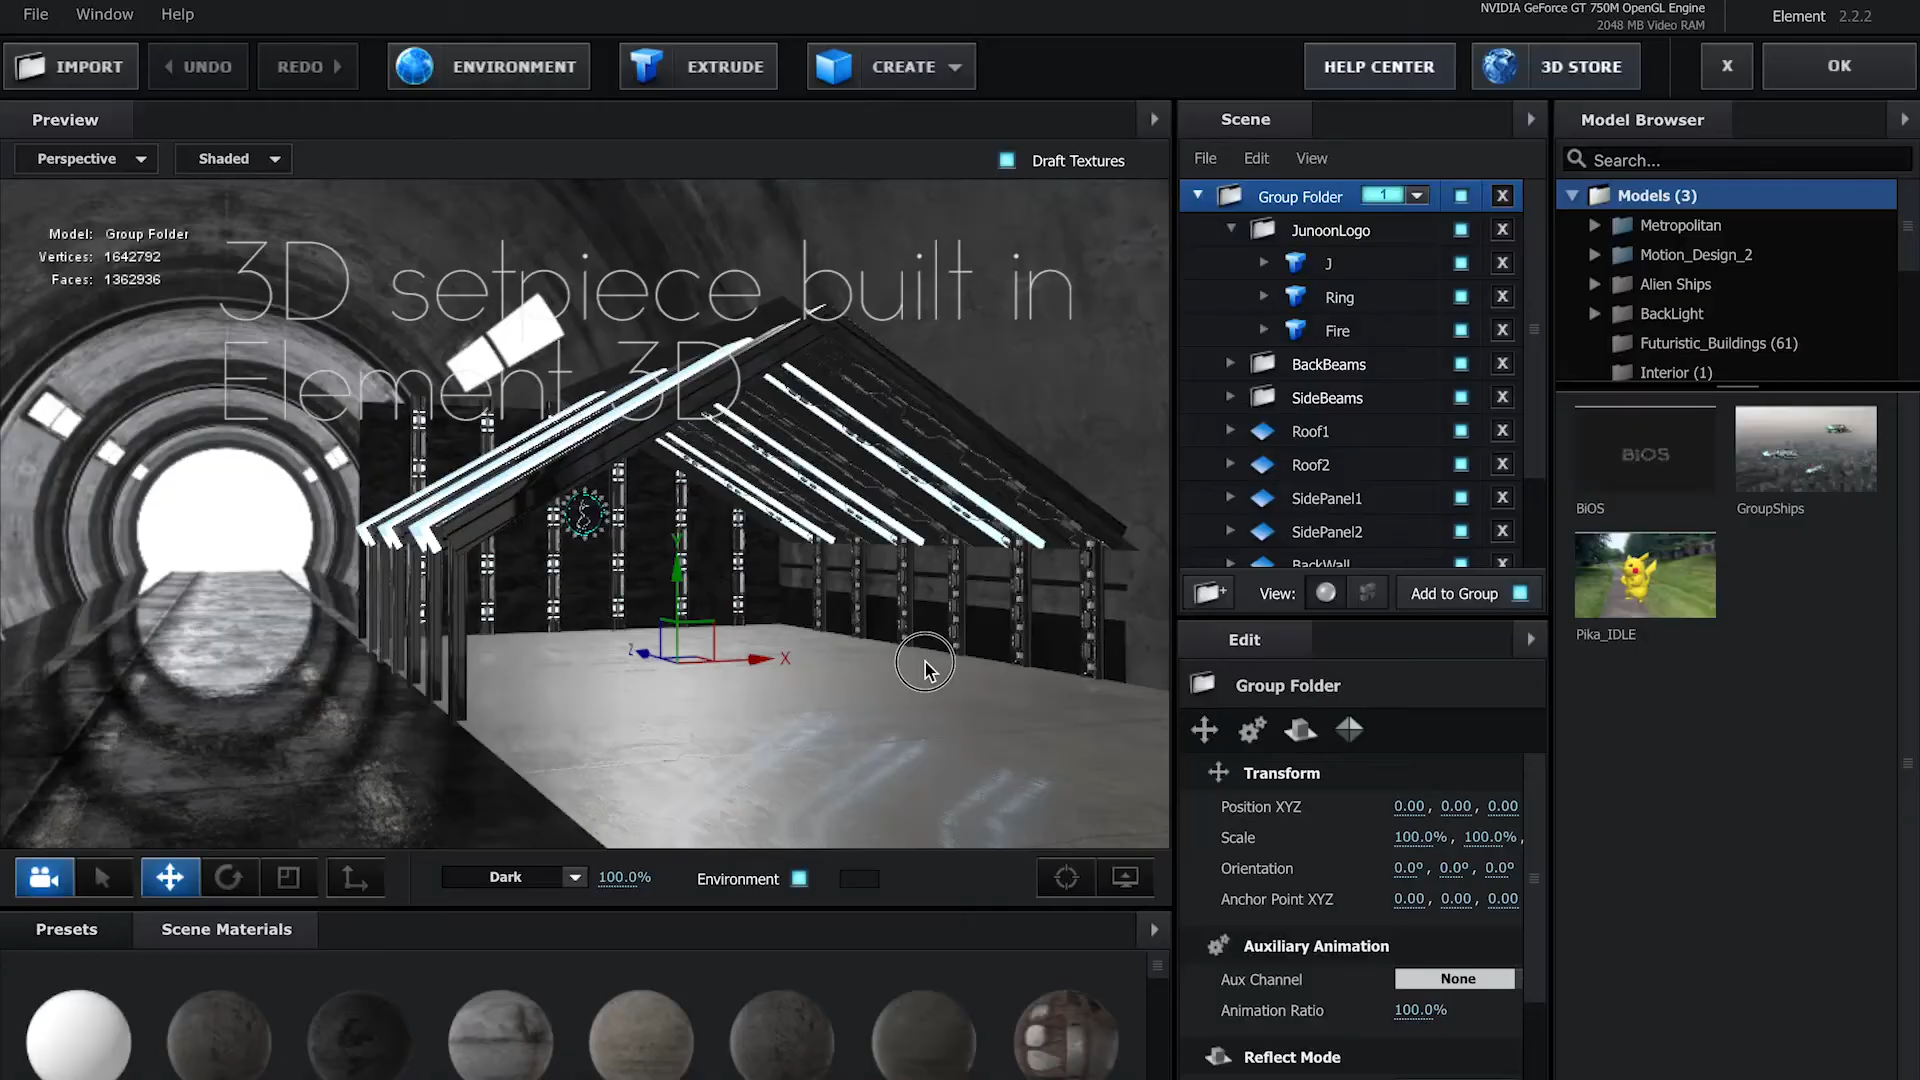 File Window Help
NVIDIA GeForce GT 750M OpenGL Engine
2048 MB Video RAM
Element 2.2.2
IMPORT
UNDO
REDO
ENVIRONMENT
EXTRUDE
CREATE
HELP CENTER
3D STORE
X
OK
Preview
Perspective
Shaded
Draft Textures
Model: Group Folder
Vertices: 1642792
Faces: 1362936
3D setpiece built in
Element 3D
Y
Z
X
Dark
100.0%
Environment
Presets
Scene Materials
Scene
File Edit View
Group Folder 1 X
JunoonLogo X
J X
Ring X
Fire X
BackBeams X
SideBeams X
Roof1 X
Roof2 X
SidePanel1 X
SidePanel2 X
BackWall X
View:
Add to Group
Edit
Group Folder
Transform
Position XYZ 0.00, 0.00, 0.00
Scale 100.0%, 100.0%,
Orientation 0.0º, 0.0º, 0.0º
Anchor Point XYZ 0.00, 0.00, 0.00
Auxiliary Animation
Aux Channel None
Animation Ratio 100.0%
Reflect Mode
Model Browser
Search...
Models (3)
Metropolitan
Motion_Design_2
Alien Ships
BackLight
Futuristic_Buildings (61)
Interior (1)
BiOS
BiOS
GroupShips
Pika_IDLE